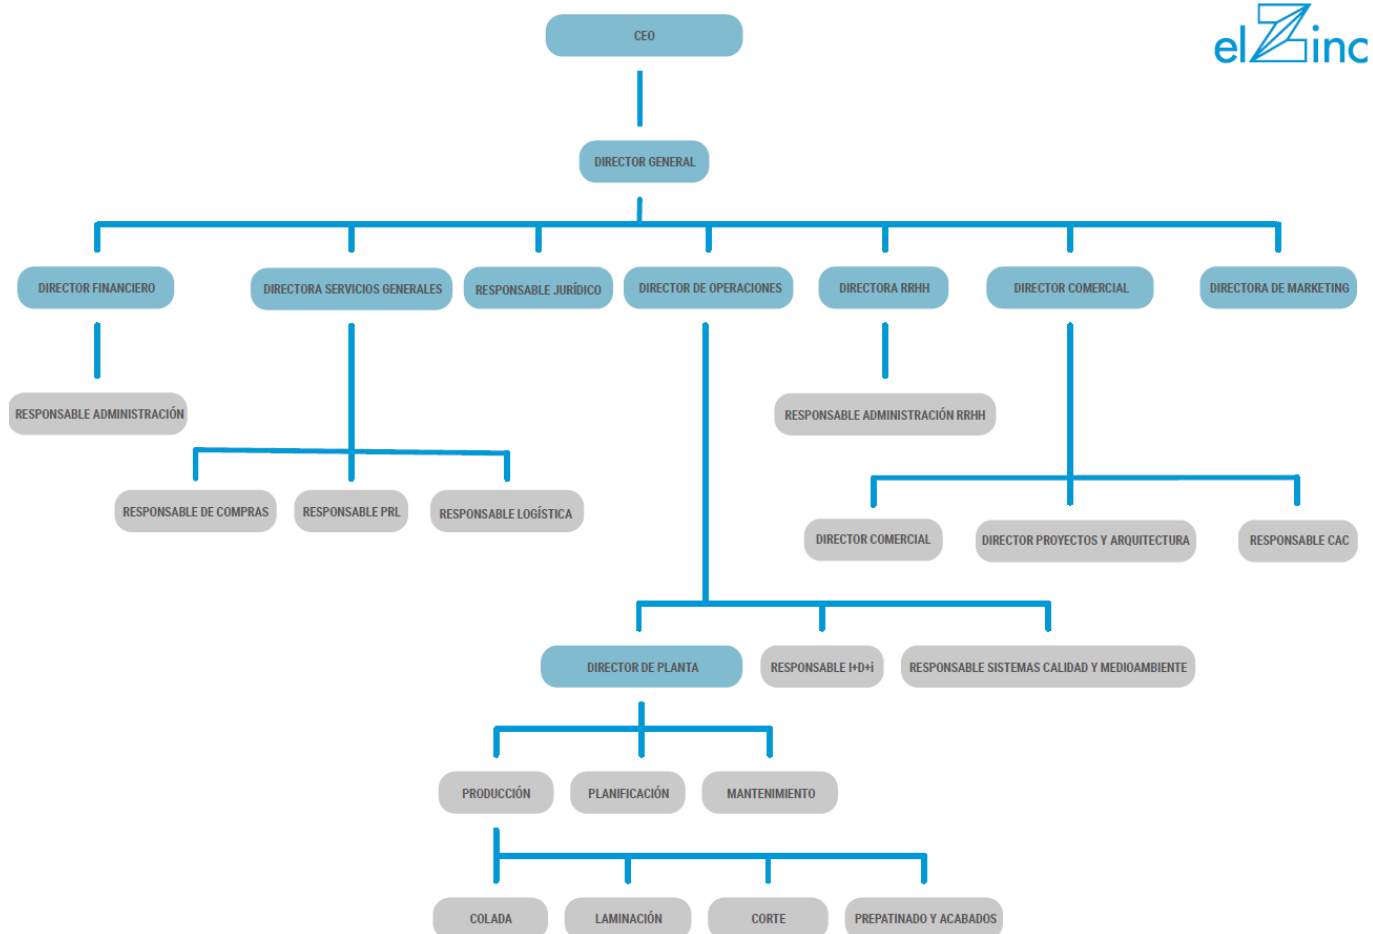 CEO
elZinc
DIRECTOR GENERAL
DIRECTOR FINANCIERO
DIRECTORA SERVICIOS GENERALES
RESPONSABLE JURÍDICO
DIRECTOR DE OPERACIONES
DIRECTORA RRHH
DIRECTOR COMERCIAL
DIRECTORA DE MARKETING
RESPONSABLE ADMINISTRACIÓN
RESPONSABLE ADMINISTRACIÓN RRHH
RESPONSABLE DE COMPRAS
RESPONSABLE PRL
RESPONSABLE LOGÍSTICA
DIRECTOR COMERCIAL
DIRECTOR PROYECTOS Y ARQUITECTURA
RESPONSABLE CAC
DIRECTOR DE PLANTA
RESPONSABLE I+D+i
RESPONSABLE SISTEMAS CALIDAD Y MEDIOAMBIENTE
PRODUCCIÓN
PLANIFICACIÓN
MANTENIMIENTO
COLADA
LAMINACIÓN
CORTE
PREPATINADO Y ACABADOS